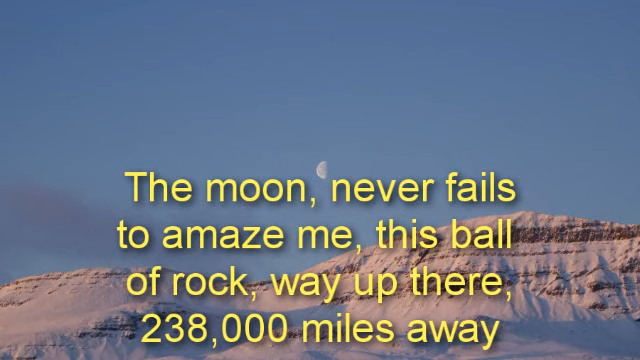 The moon, never fails
to amaze me, this ball
of rock, way up there,
238,000 miles away